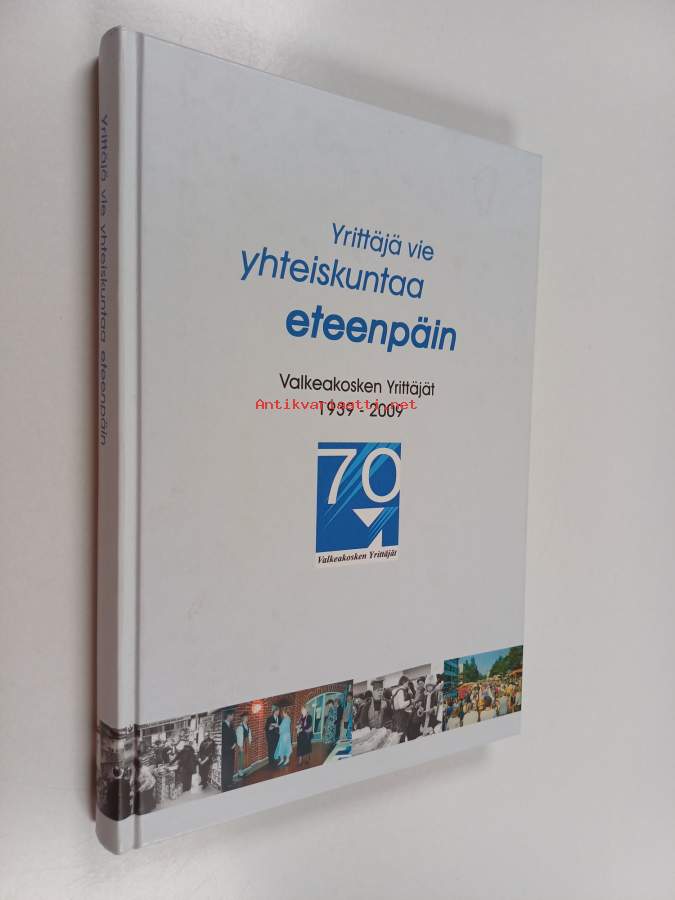 Yrittäjä vie yhteiskuntaa eteenpäin
Yrittäjä vie
yhteiskuntaa
eteenpäin
Valkeakosken Yrittäjät
Antikvariaatti.net
1939 - 2009
70
Valkeakosken Yrittäjät